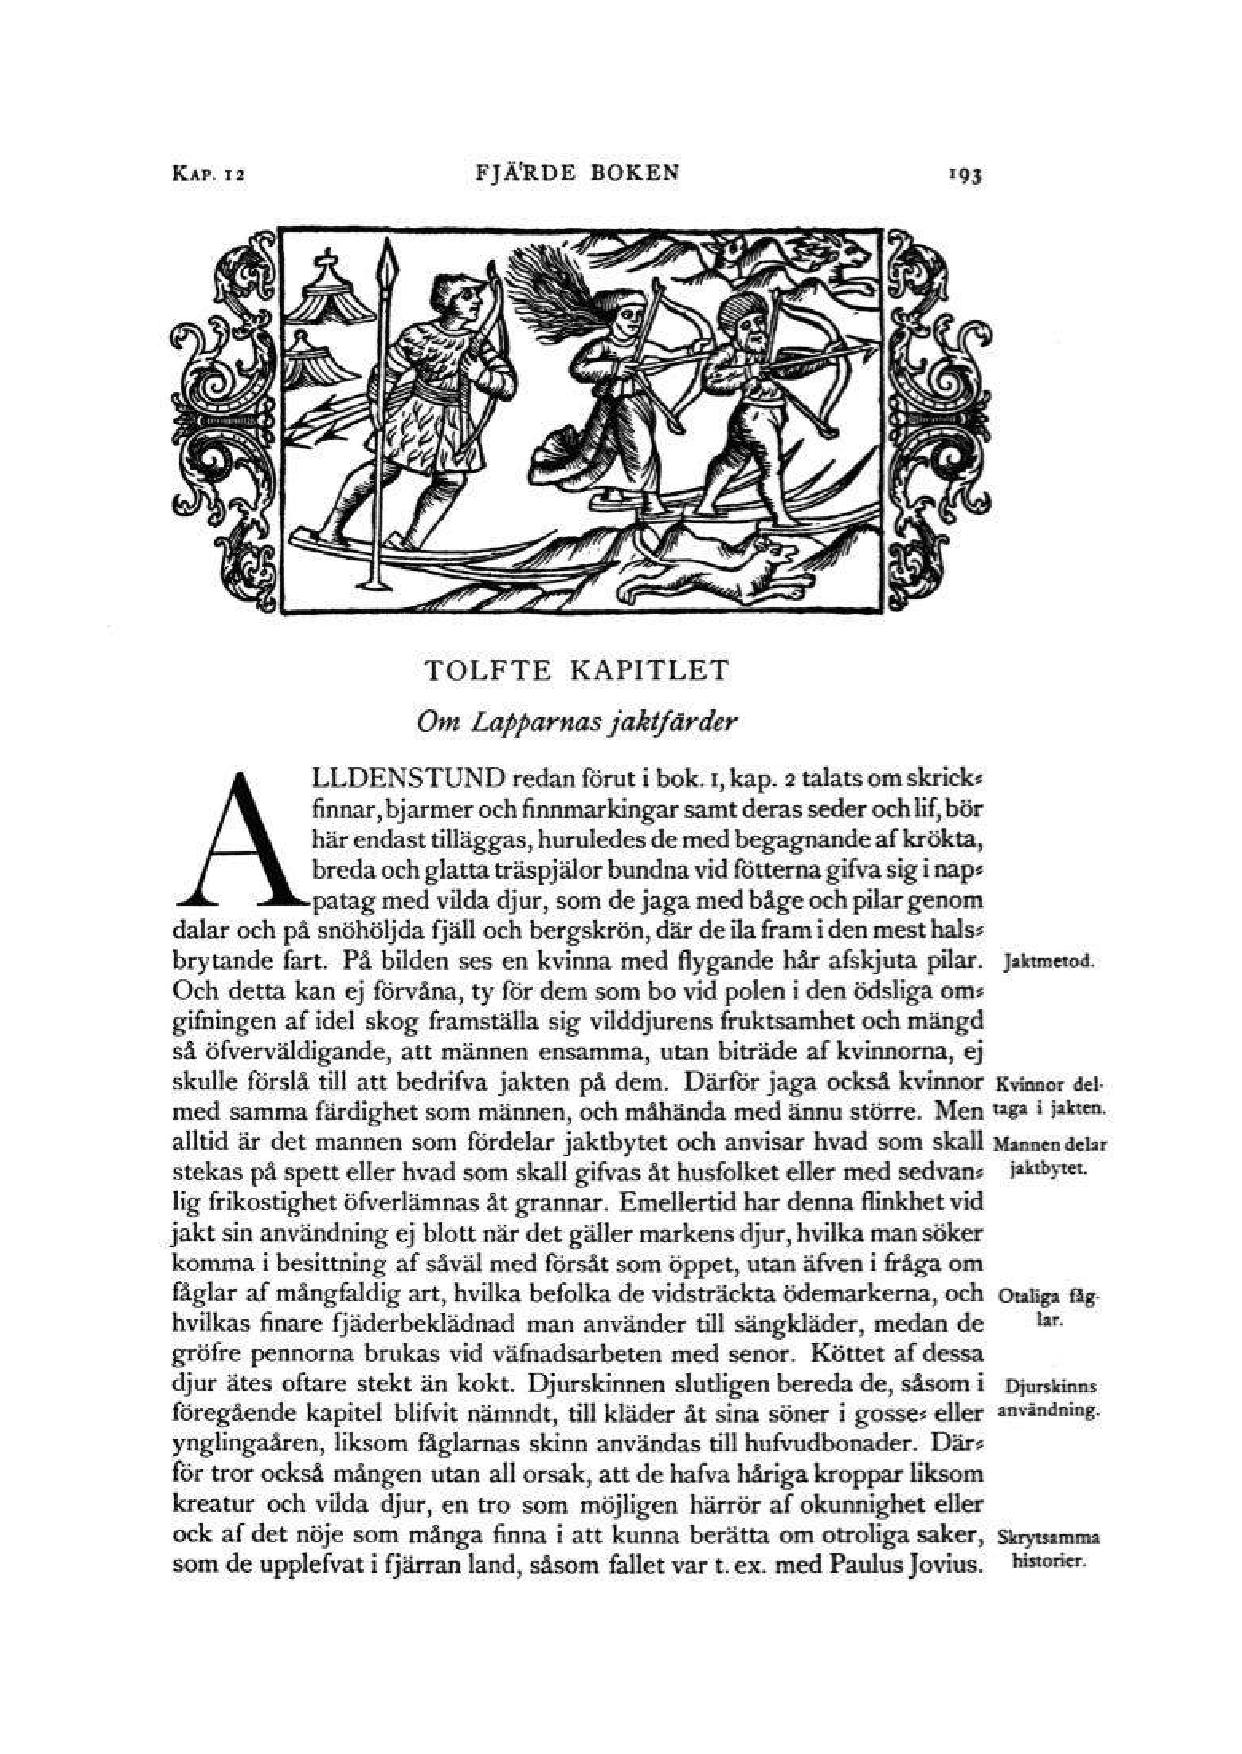 KAP. 12 FJÄRDE BOKEN 193
TOLFTE KAPITLET
Om Lapparnas jaktfärder
ALLDENSTUND redan förut i bok. 1, kap. 2 talats om skrick-
finnar, bjarmer och finnmarkingar samt deras seder och lif, bör
här endast tilläggas, huruledes de med begagnande af krökta,
breda och glatta träspjälor bundna vid fötterna gifva sig i nap-
patag med vilda djur, som de jaga med båge och pilar genom
dalar och på snöhöljda fjäll och bergskrön, där de ila fram i den mest hals-
brytande fart. På bilden ses en kvinna med flygande hår afskjuta pilar.
Jaktmetod.
Och detta kan ej förvåna, ty för dem som bo vid polen i den ödsliga om-
gifningen af idel skog framställa sig vilddjurens fruktsamhet och mängd
så öfverväldigande, att männen ensamma, utan biträde af kvinnorna, ej
skulle förslå till att bedrifva jakten på dem. Därför jaga också kvinnor
Kvinnor del-
med samma färdighet som männen, och måhända med ännu större. Men
taga i jakten.
alltid är det mannen som fördelar jaktbytet och anvisar hvad som skall
Mannen delar
stekas på spett eller hvad som skall gifvas åt husfolket eller med sedvan-
jaktbytet.
lig frikostighet öfverlämnas åt grannar. Emellertid har denna flinkhet vid
jakt sin användning ej blott när det gäller markens djur, hvilka man söker
komma i besittning af såväl med försåt som öppet, utan äfven i fråga om
fåglar af mångfaldig art, hvilka befolka de vidsträckta ödemarkerna, och
Otaliga fåg-
hvilkas finare fjäderbeklädnad man använder till sängkläder, medan de
lar.
gröfre pennorna brukas vid väfnadsarbeten med senor. Köttet af dessa
djur ätes oftare stekt än kokt. Djurskinnen slutligen bereda de, såsom i
Djurskinns
föregående kapitel blifvit nämndt, till kläder åt sina söner i gosse- eller
användning.
ynglingaåren, liksom fåglarnas skinn användas till hufvudbonader. Där-
för tror också mången utan all orsak, att de hafva håriga kroppar liksom
kreatur och vilda djur, en tro som möjligen härrör af okunnighet eller
ock af det nöje som många finna i att kunna berätta om otroliga saker,
Skrytsamma
som de upplefvat i fjärran land, såsom fallet var t. ex. med Paulus Jovius.
historier.